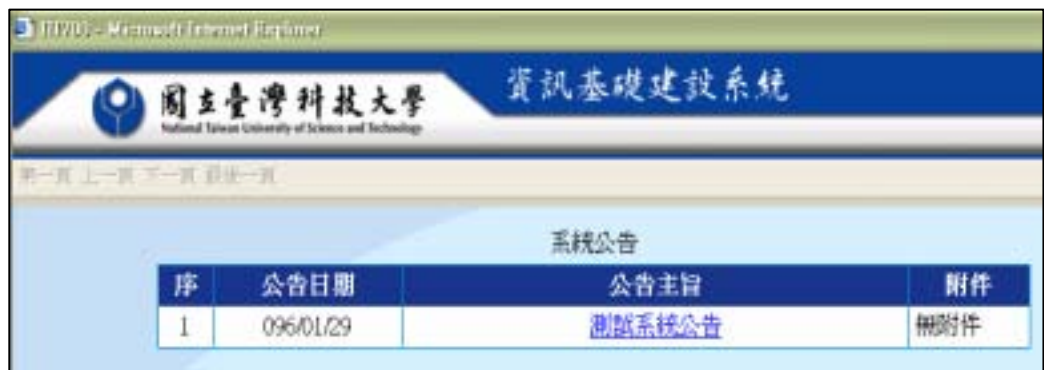 Microsoft Internet Explorer
國立臺灣科技大學
National Taiwan University of Science and Technology
資訊基礎建設系統
第一頁 上一頁 下一頁 最後一頁
系統公告
序 公告日期 公告主旨 附件
1 096/01/29 測試系統公告 無附件